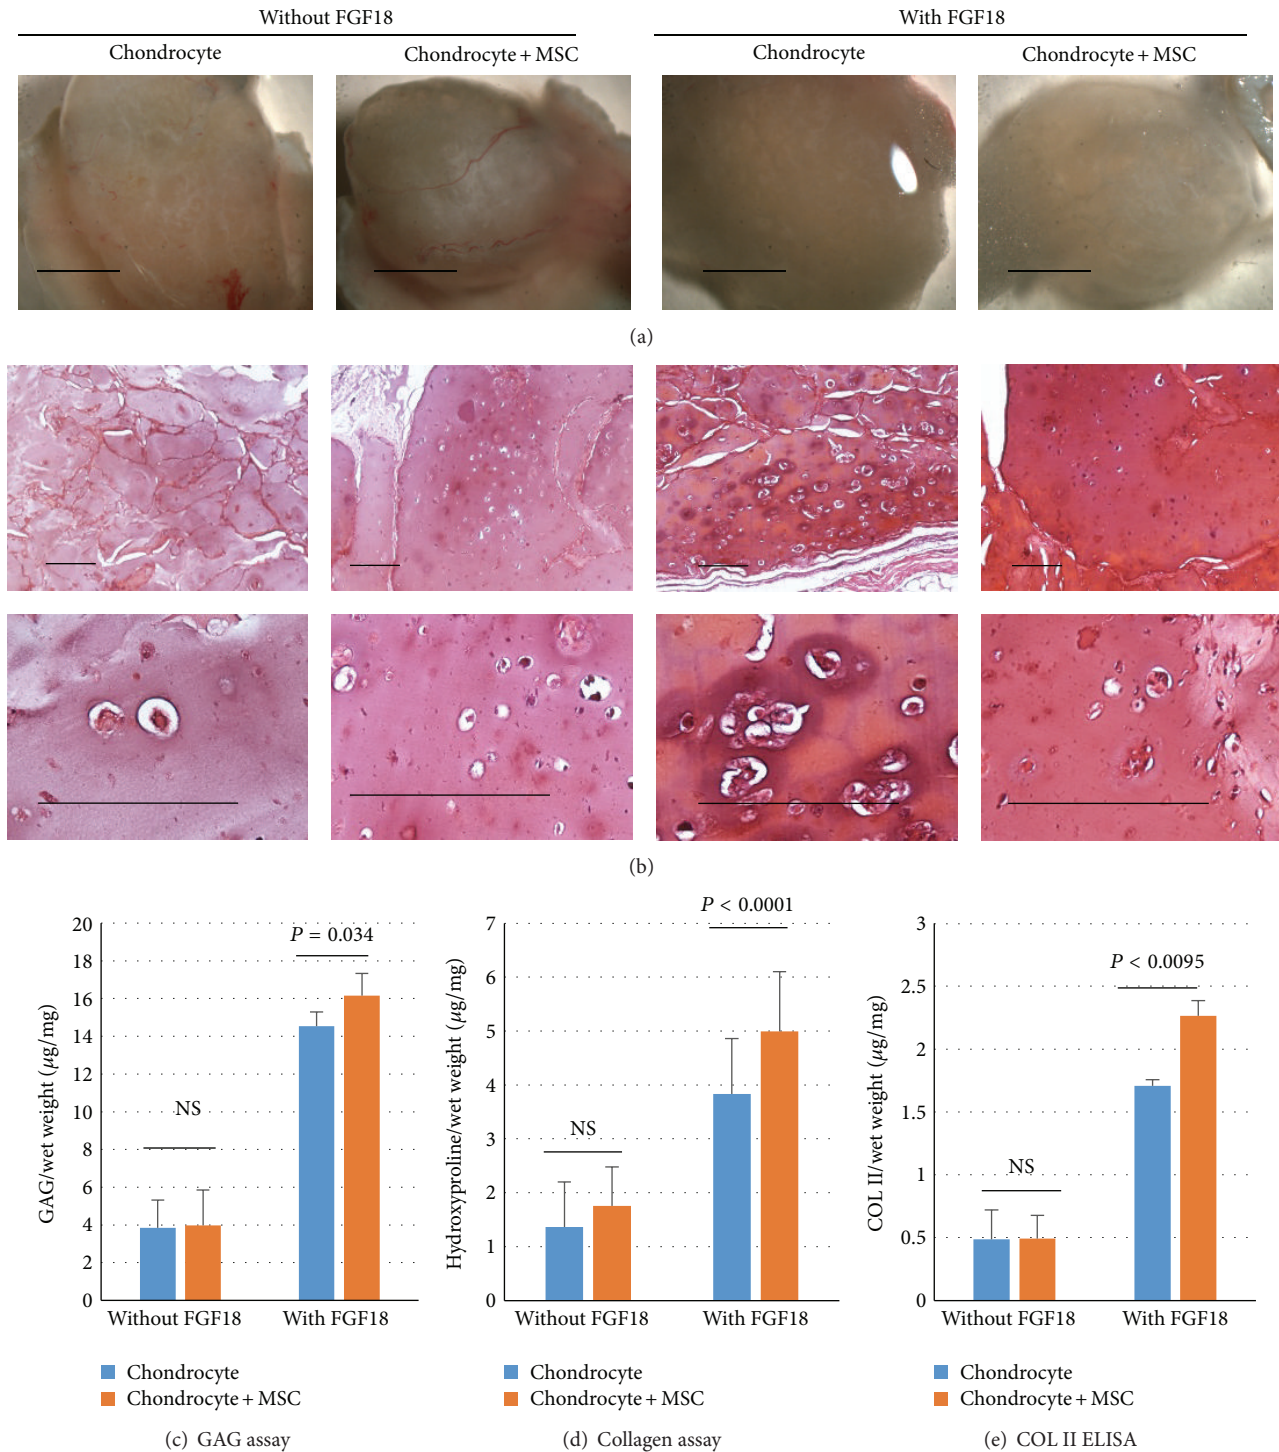 Without FGF18
With FGF18
Chondrocyte
Chondrocyte + MSC
Chondrocyte
Chondrocyte + MSC
(a)
(b)
GAG/wet weight (μg/mg)
20
18
16
14
12
10
8
6
4
2
0
NS
P = 0.034
Without FGF18
With FGF18
Chondrocyte
Chondrocyte + MSC
(c) GAG assay
Hydroxyproline/wet weight (μg/mg)
7
6
5
4
3
2
1
0
NS
P < 0.0001
Without FGF18
With FGF18
Chondrocyte
Chondrocyte + MSC
(d) Collagen assay
COL II/wet weight (μg/mg)
3
2.5
2
1.5
1
0.5
0
NS
P < 0.0095
Without FGF18
With FGF18
Chondrocyte
Chondrocyte + MSC
(e) COL II ELISA